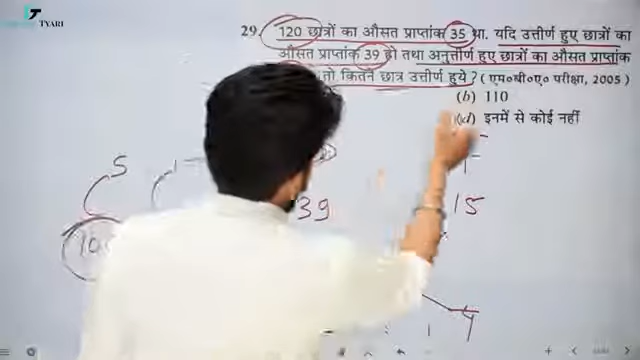 TYARI
29. 120 छात्रों का औसत प्राप्तांक 35 था. यदि उत्तीर्ण हुए छात्रों का
औसत प्राप्तांक 39 हो तथा अनुत्तीर्ण हुए छात्रों का औसत प्राप्तांक
तो कितने छात्र उत्तीर्ण हुये ? ( एम०बी०ए० परीक्षा, 2005 )
(b) 110
(d) इनमें से कोई नहीं
5
39
15
4